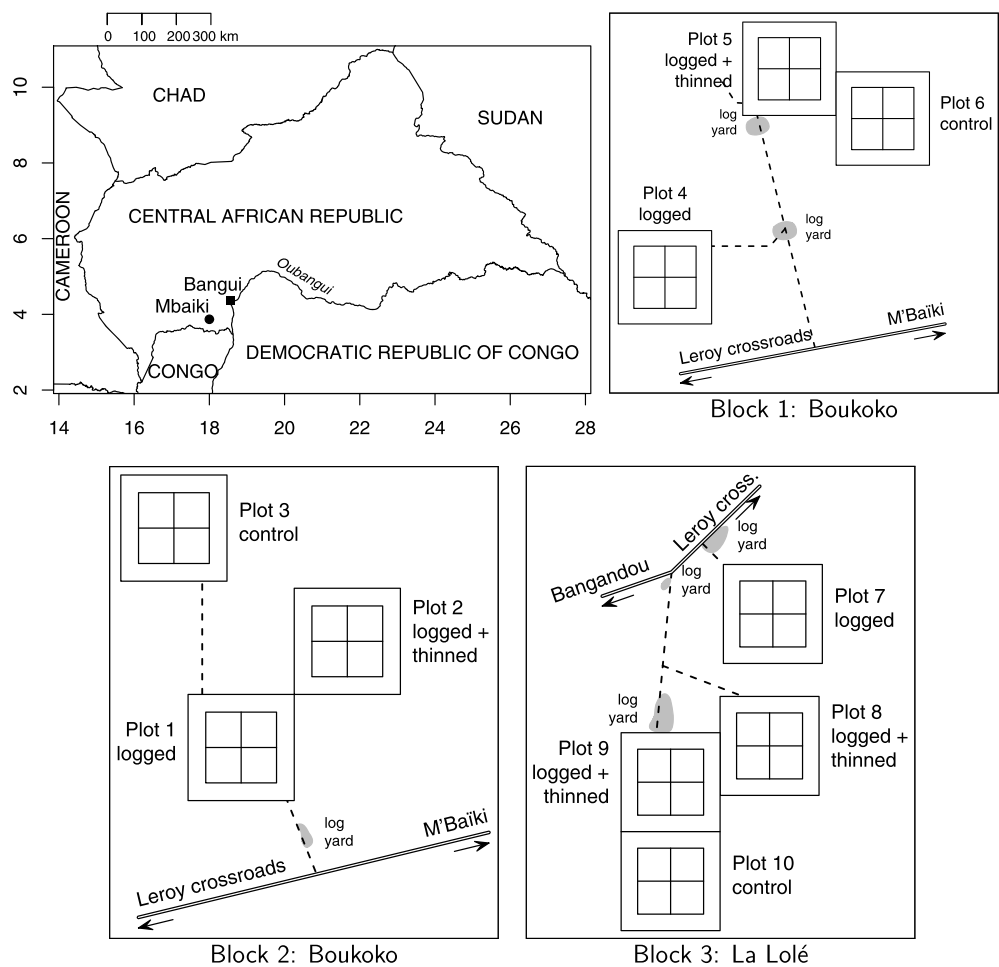 0 100 200 300 km
CHAD
SUDAN
CAMEROON
CENTRAL AFRICAN REPUBLIC
Oubangui
Bangui
Mbaiki
DEMOCRATIC REPUBLIC OF CONGO
CONGO
10
8
6
4
2
14 16 18 20 22 24 26 28
Plot 5
logged +
thinned
Plot 6
control
log
yard
Plot 4
logged
log
yard
M'Baïki
Leroy crossroads
Block 1: Boukoko
Plot 3
control
Plot 2
logged +
thinned
Plot 1
logged
log
yard
M'Baïki
Leroy crossroads
Block 2: Boukoko
Leroy cross.
log
yard
Bangandou
log
yard
Plot 7
logged
log
yard
Plot 8
logged +
thinned
Plot 9
logged +
thinned
Plot 10
control
Block 3: La Lolé